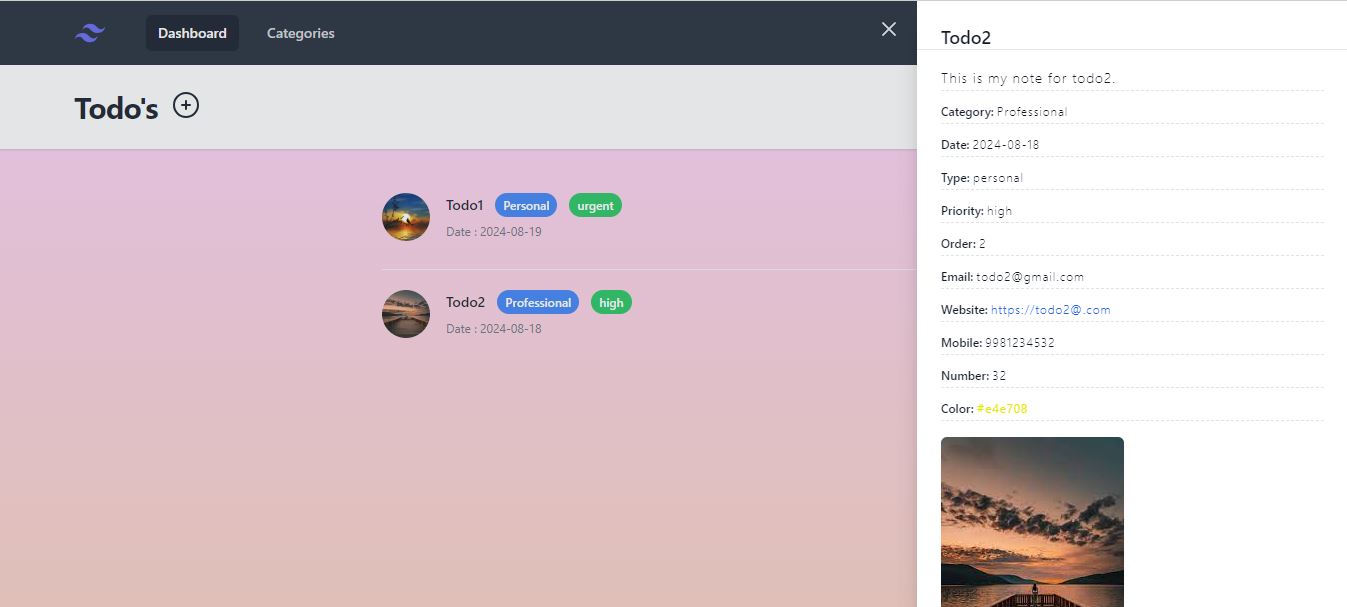 Dashboard Categories
Todo's
Todo1 Personal urgent
Date : 2024-08-19
Todo2 Professional high
Date : 2024-08-18
Todo2
This is my note for todo2.
Category: Professional
Date: 2024-08-18
Type: personal
Priority: high
Order: 2
Email: todo2@gmail.com
Website: https://todo2@.com
Mobile: 9981234532
Number: 32
Color: #e4e708